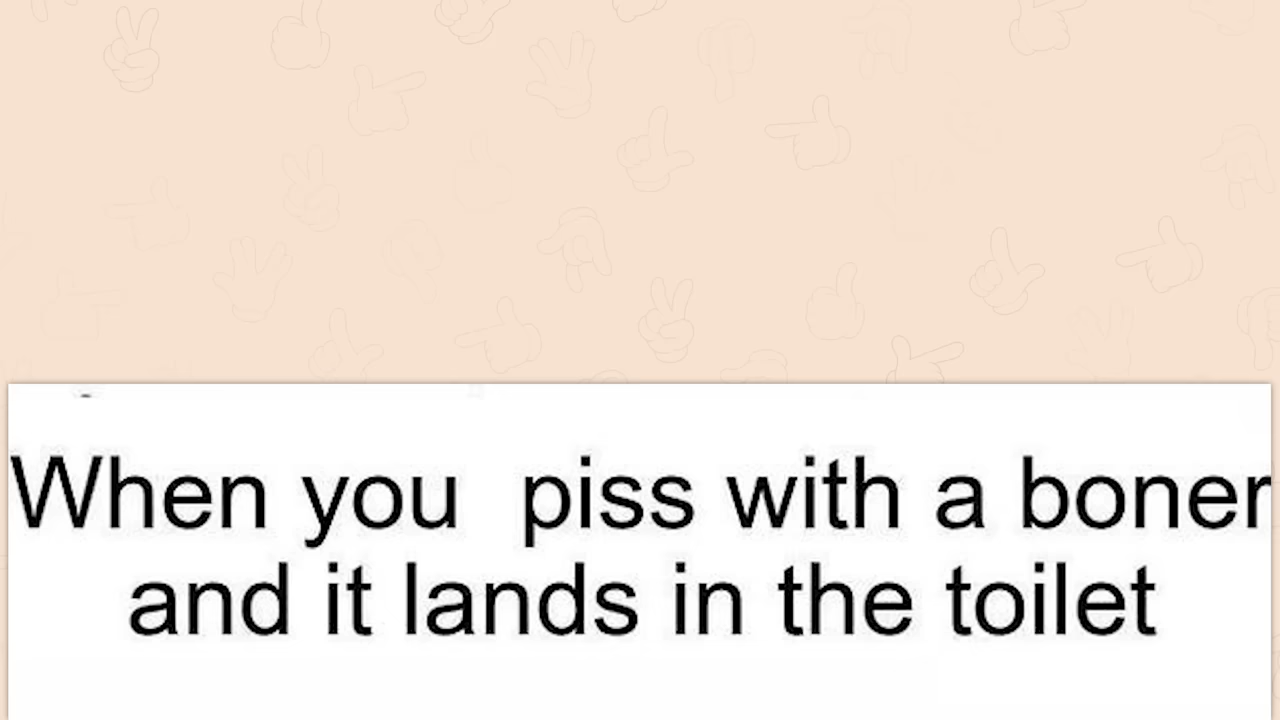 When you  piss with a boner
and it lands in the toilet